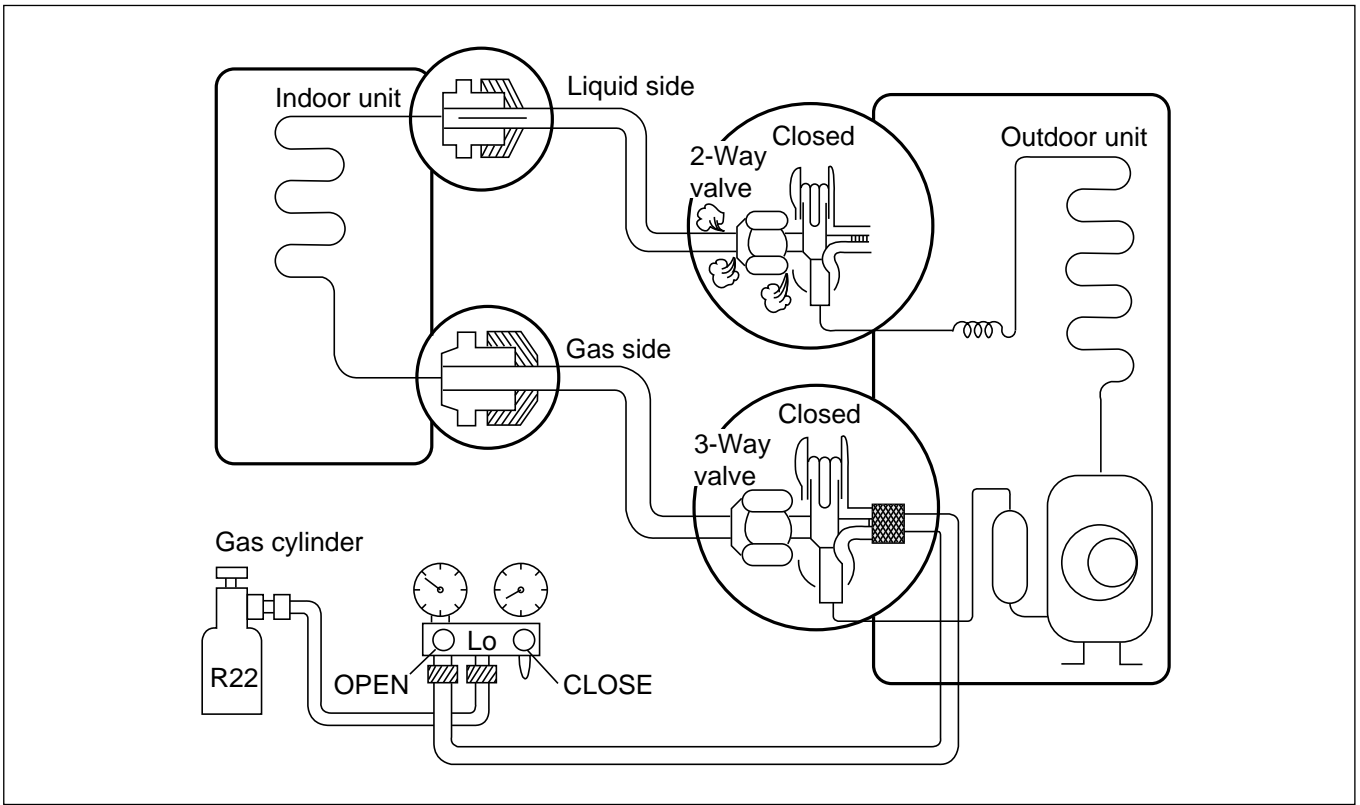 Indoor unit
Liquid side
Closed
2-Way
valve
Outdoor unit
Gas side
Closed
3-Way
valve
Gas cylinder
Lo
R22
OPEN
CLOSE